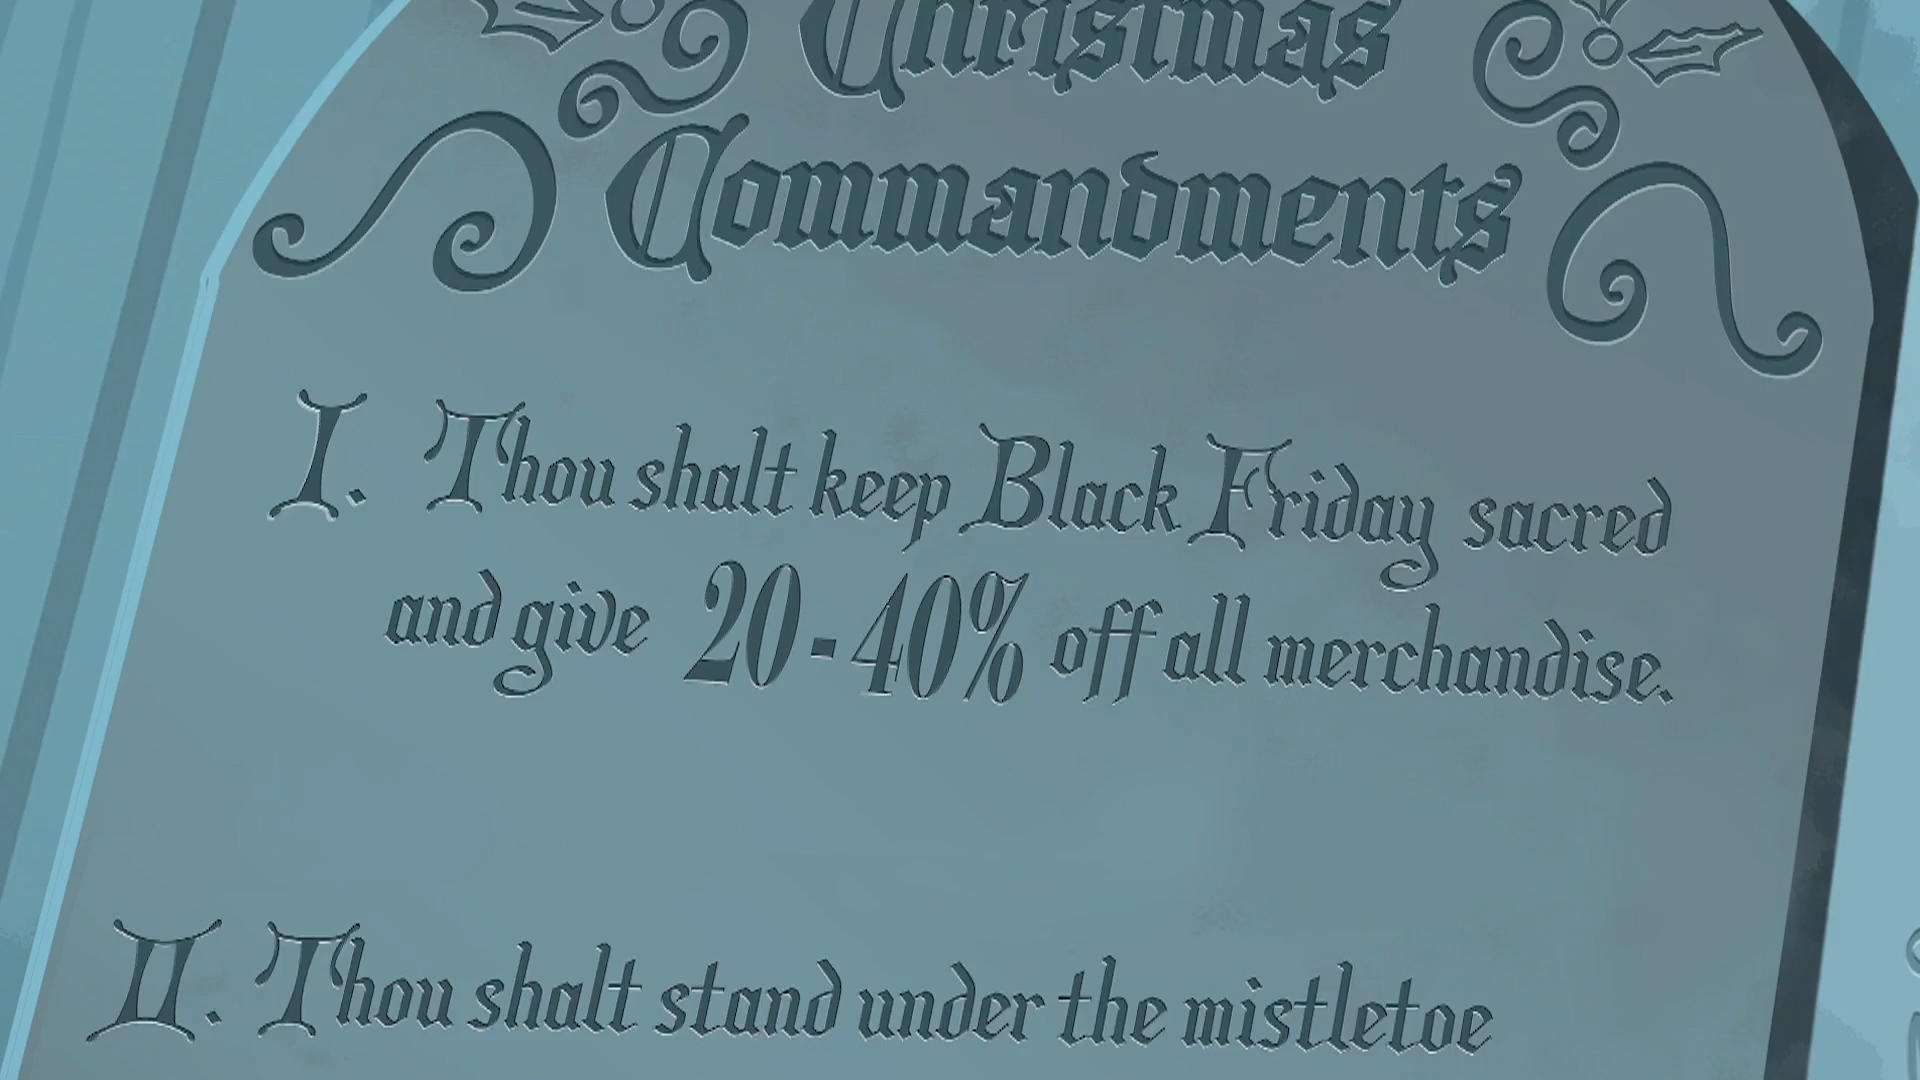 Christmas
Commandments
I. Thou shalt keep Black Friday sacred
and give 20-40% off all merchandise.
II. Thou shalt stand under the mistletoe